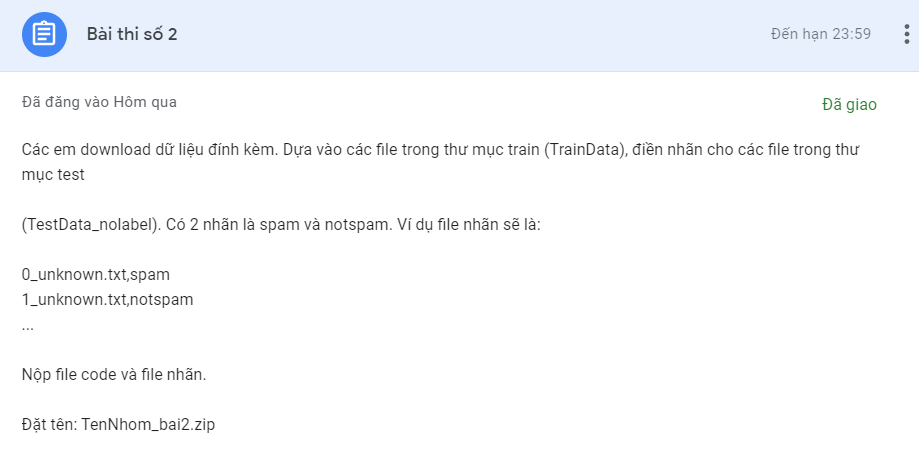 Bài thi số 2
Đến hạn 23:59
Đã đăng vào Hôm qua
Đã giao
Các em download dữ liệu đính kèm. Dựa vào các file trong thư mục train (TrainData), điền nhãn cho các file trong thư
mục test
(TestData_nolabel). Có 2 nhãn là spam và notspam. Ví dụ file nhãn sẽ là:
0_unknown.txt,spam
1_unknown.txt,notspam
...
Nộp file code và file nhãn.
Đặt tên: TenNhom_bai2.zip